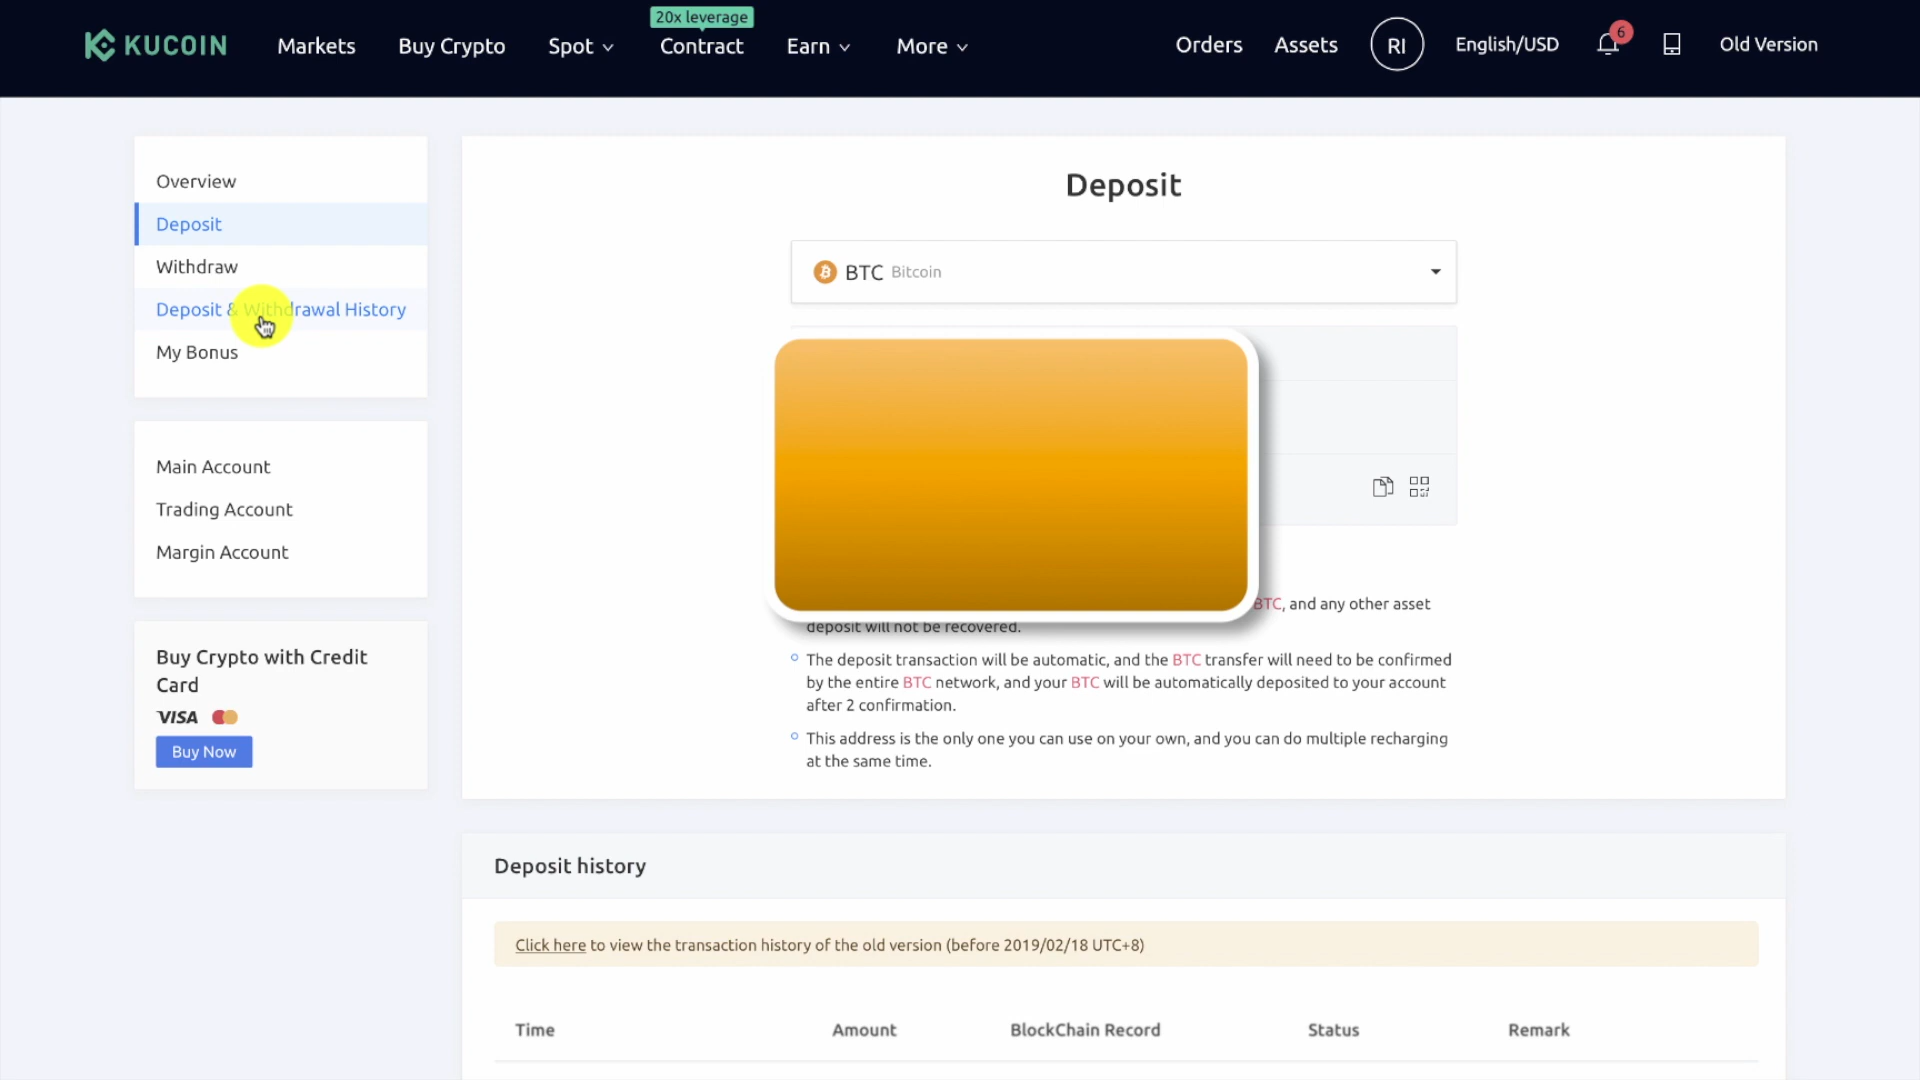 20x leverage
KUCOIN Markets Buy Crypto Spot Contract Earn More Orders Assets RI English/USD 6 Old Version
Overview
Deposit
Withdraw
Deposit & Withdrawal History
My Bonus
Main Account
Trading Account
Margin Account
Buy Crypto with Credit
Card
VISA
Buy Now
Deposit
BTC Bitcoin
BTC, and any other asset
deposit will not be recovered.
The deposit transaction will be automatic, and the BTC transfer will need to be confirmed
by the entire BTC network, and your BTC will be automatically deposited to your account
after 2 confirmation.
This address is the only one you can use on your own, and you can do multiple recharging
at the same time.
Deposit history
Click here to view the transaction history of the old version (before 2019/02/18 UTC+8)
Time Amount BlockChain Record Status Remark